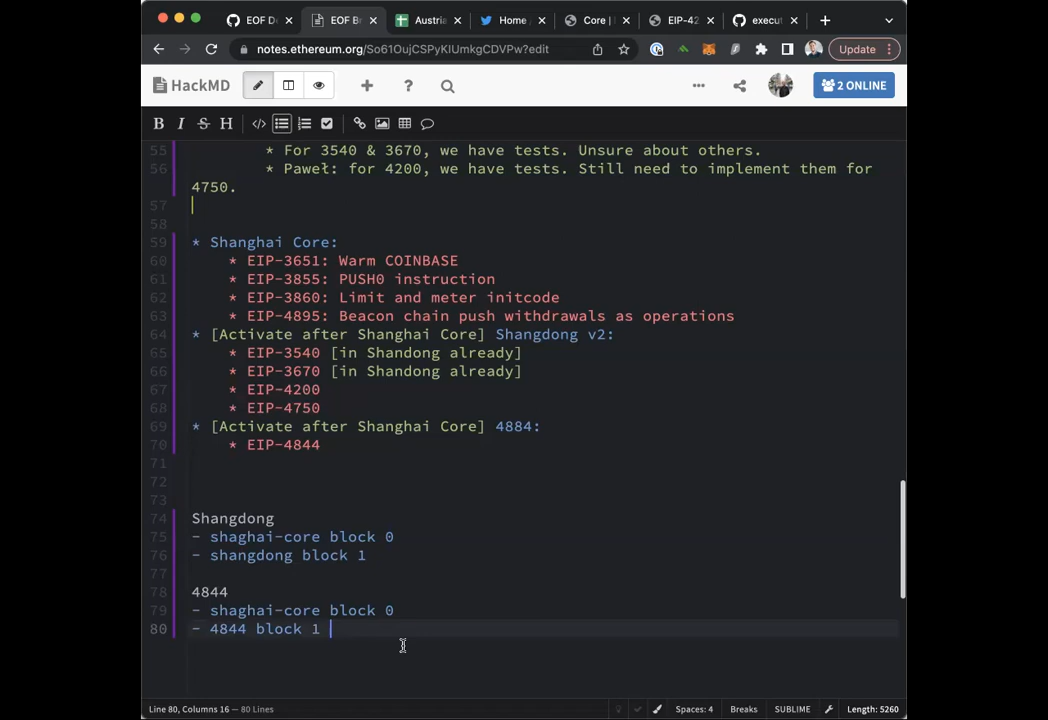 EOF D
EOF Br
Austria
Home
Core |
EIP-42
execut
notes.ethereum.org/So61OujCSPyKIUmkgCDVPw?edit
Update
HackMD
2 ONLINE
B I S H
55 * For 3540 & 3670, we have tests. Unsure about others.
56 * Paweł: for 4200, we have tests. Still need to implement them for
4750.
57
58
59 * Shanghai Core:
60 * EIP-3651: Warm COINBASE
61 * EIP-3855: PUSH0 instruction
62 * EIP-3860: Limit and meter initcode
63 * EIP-4895: Beacon chain push withdrawals as operations
64 * [Activate after Shanghai Core] Shangdong v2:
65 * EIP-3540 [in Shandong already]
66 * EIP-3670 [in Shandong already]
67 * EIP-4200
68 * EIP-4750
69 * [Activate after Shanghai Core] 4884:
70 * EIP-4844
71
72
73
74 Shangdong
75 - shaghai-core block 0
76 - shangdong block 1
77
78 4844
79 - shaghai-core block 0
80 - 4844 block 1
Line 80, Columns 16 — 80 Lines
Spaces: 4
Breaks
SUBLIME
Length: 5260